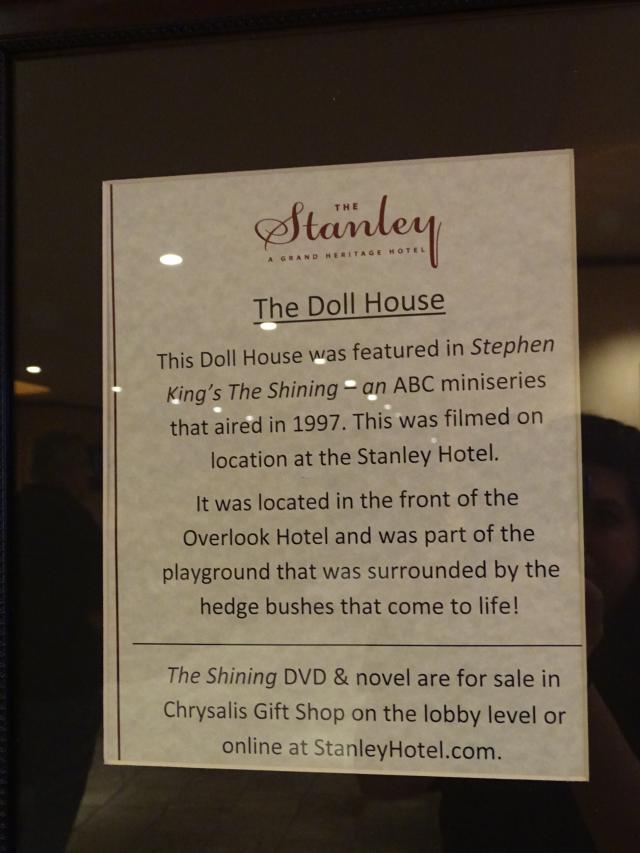 THE
Stanley
A GRAND HERITAGE HOTEL
The Doll House
This Doll House was featured in Stephen
King's The Shining – an ABC miniseries
that aired in 1997. This was filmed on
location at the Stanley Hotel.
It was located in the front of the
Overlook Hotel and was part of the
playground that was surrounded by the
hedge bushes that come to life!
The Shining DVD & novel are for sale in
Chrysalis Gift Shop on the lobby level or
online at StanleyHotel.com.